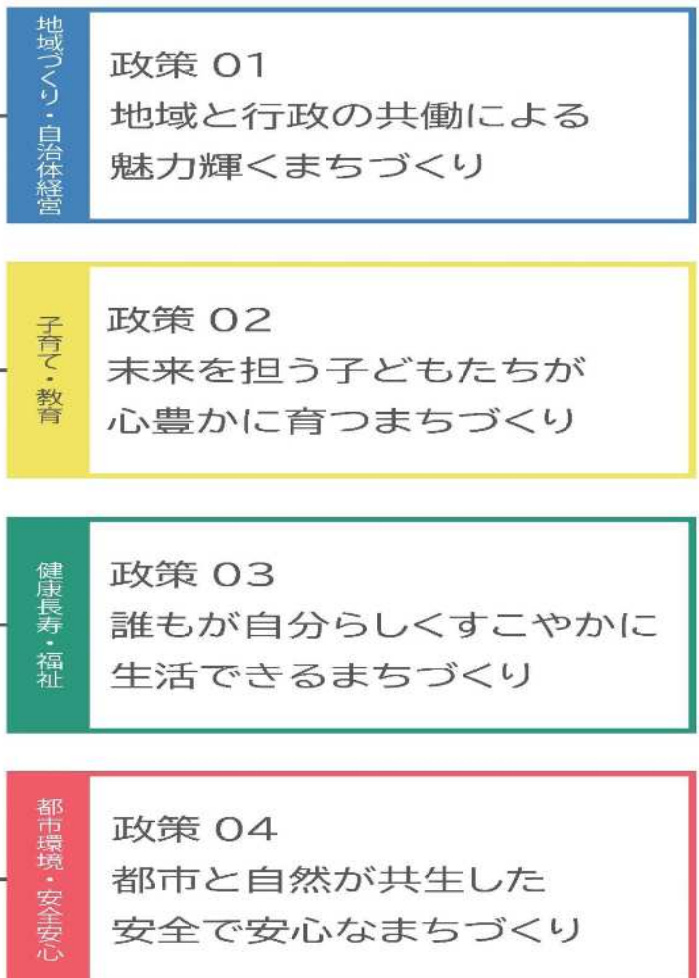 地域づくり・自治体経営
政策 01
地域と行政の共働による
魅力輝くまちづくり
子育て・教育
政策 02
未来を担う子どもたちが
心豊かに育つまちづくり
健康長寿・福祉
政策 03
誰もが自分らしくすこやかに
生活できるまちづくり
都市環境・安全安心
政策 04
都市と自然が共生した
安全で安心なまちづくり